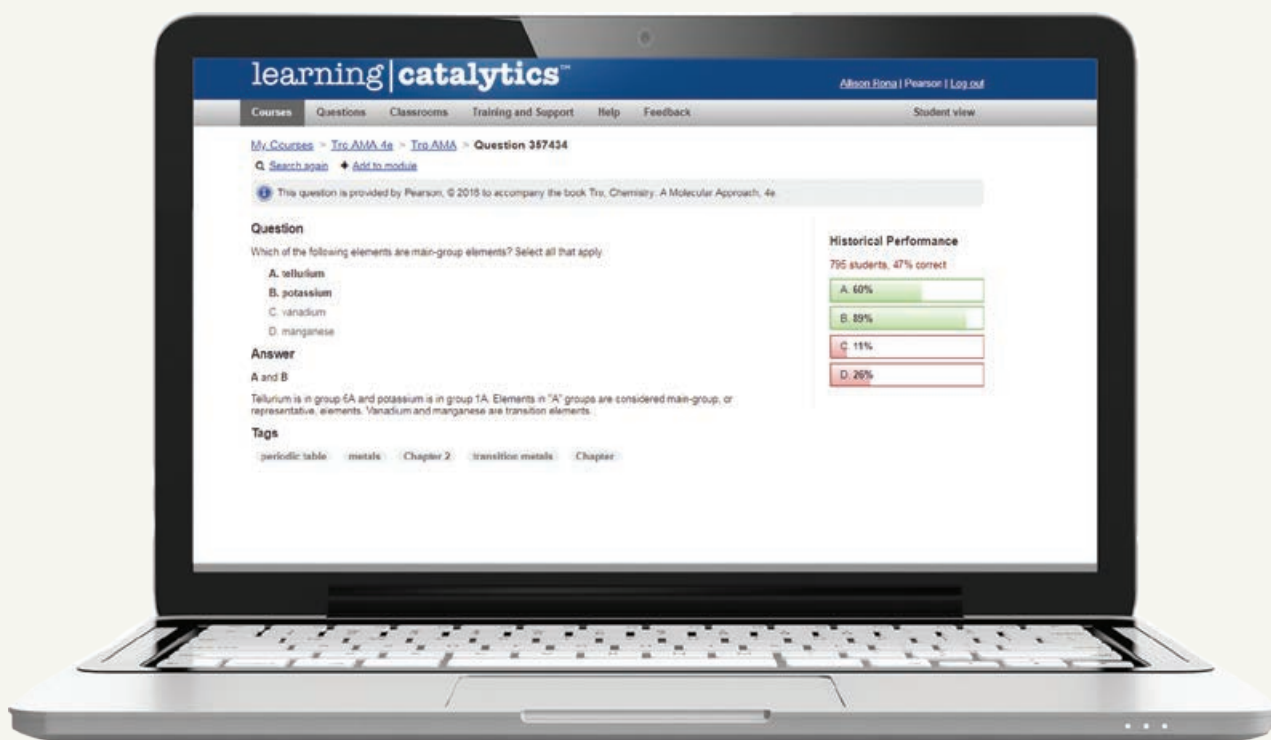 learning|catalytics™
Allison Rona | Pearson | Log out
Courses Questions Classrooms Training and Support Help Feedback Student view
My Courses > Tro AMA 4e > Tro AMA > Question 357434
Search again Add to module
This question is provided by Pearson, © 2016 to accompany the book Tro, Chemistry: A Molecular Approach, 4e.
Question
Which of the following elements are main-group elements? Select all that apply.
A. tellurium
B. potassium
C. vanadium
D. manganese
Answer
A and B
Tellurium is in group 6A and potassium is in group 1A. Elements in "A" groups are considered main-group, or
representative, elements. Vanadium and manganese are transition elements.
Tags
periodic table metals Chapter 2 transition metals Chapter
Historical Performance
795 students, 47% correct
A. 60%
B. 89%
C. 11%
D. 26%